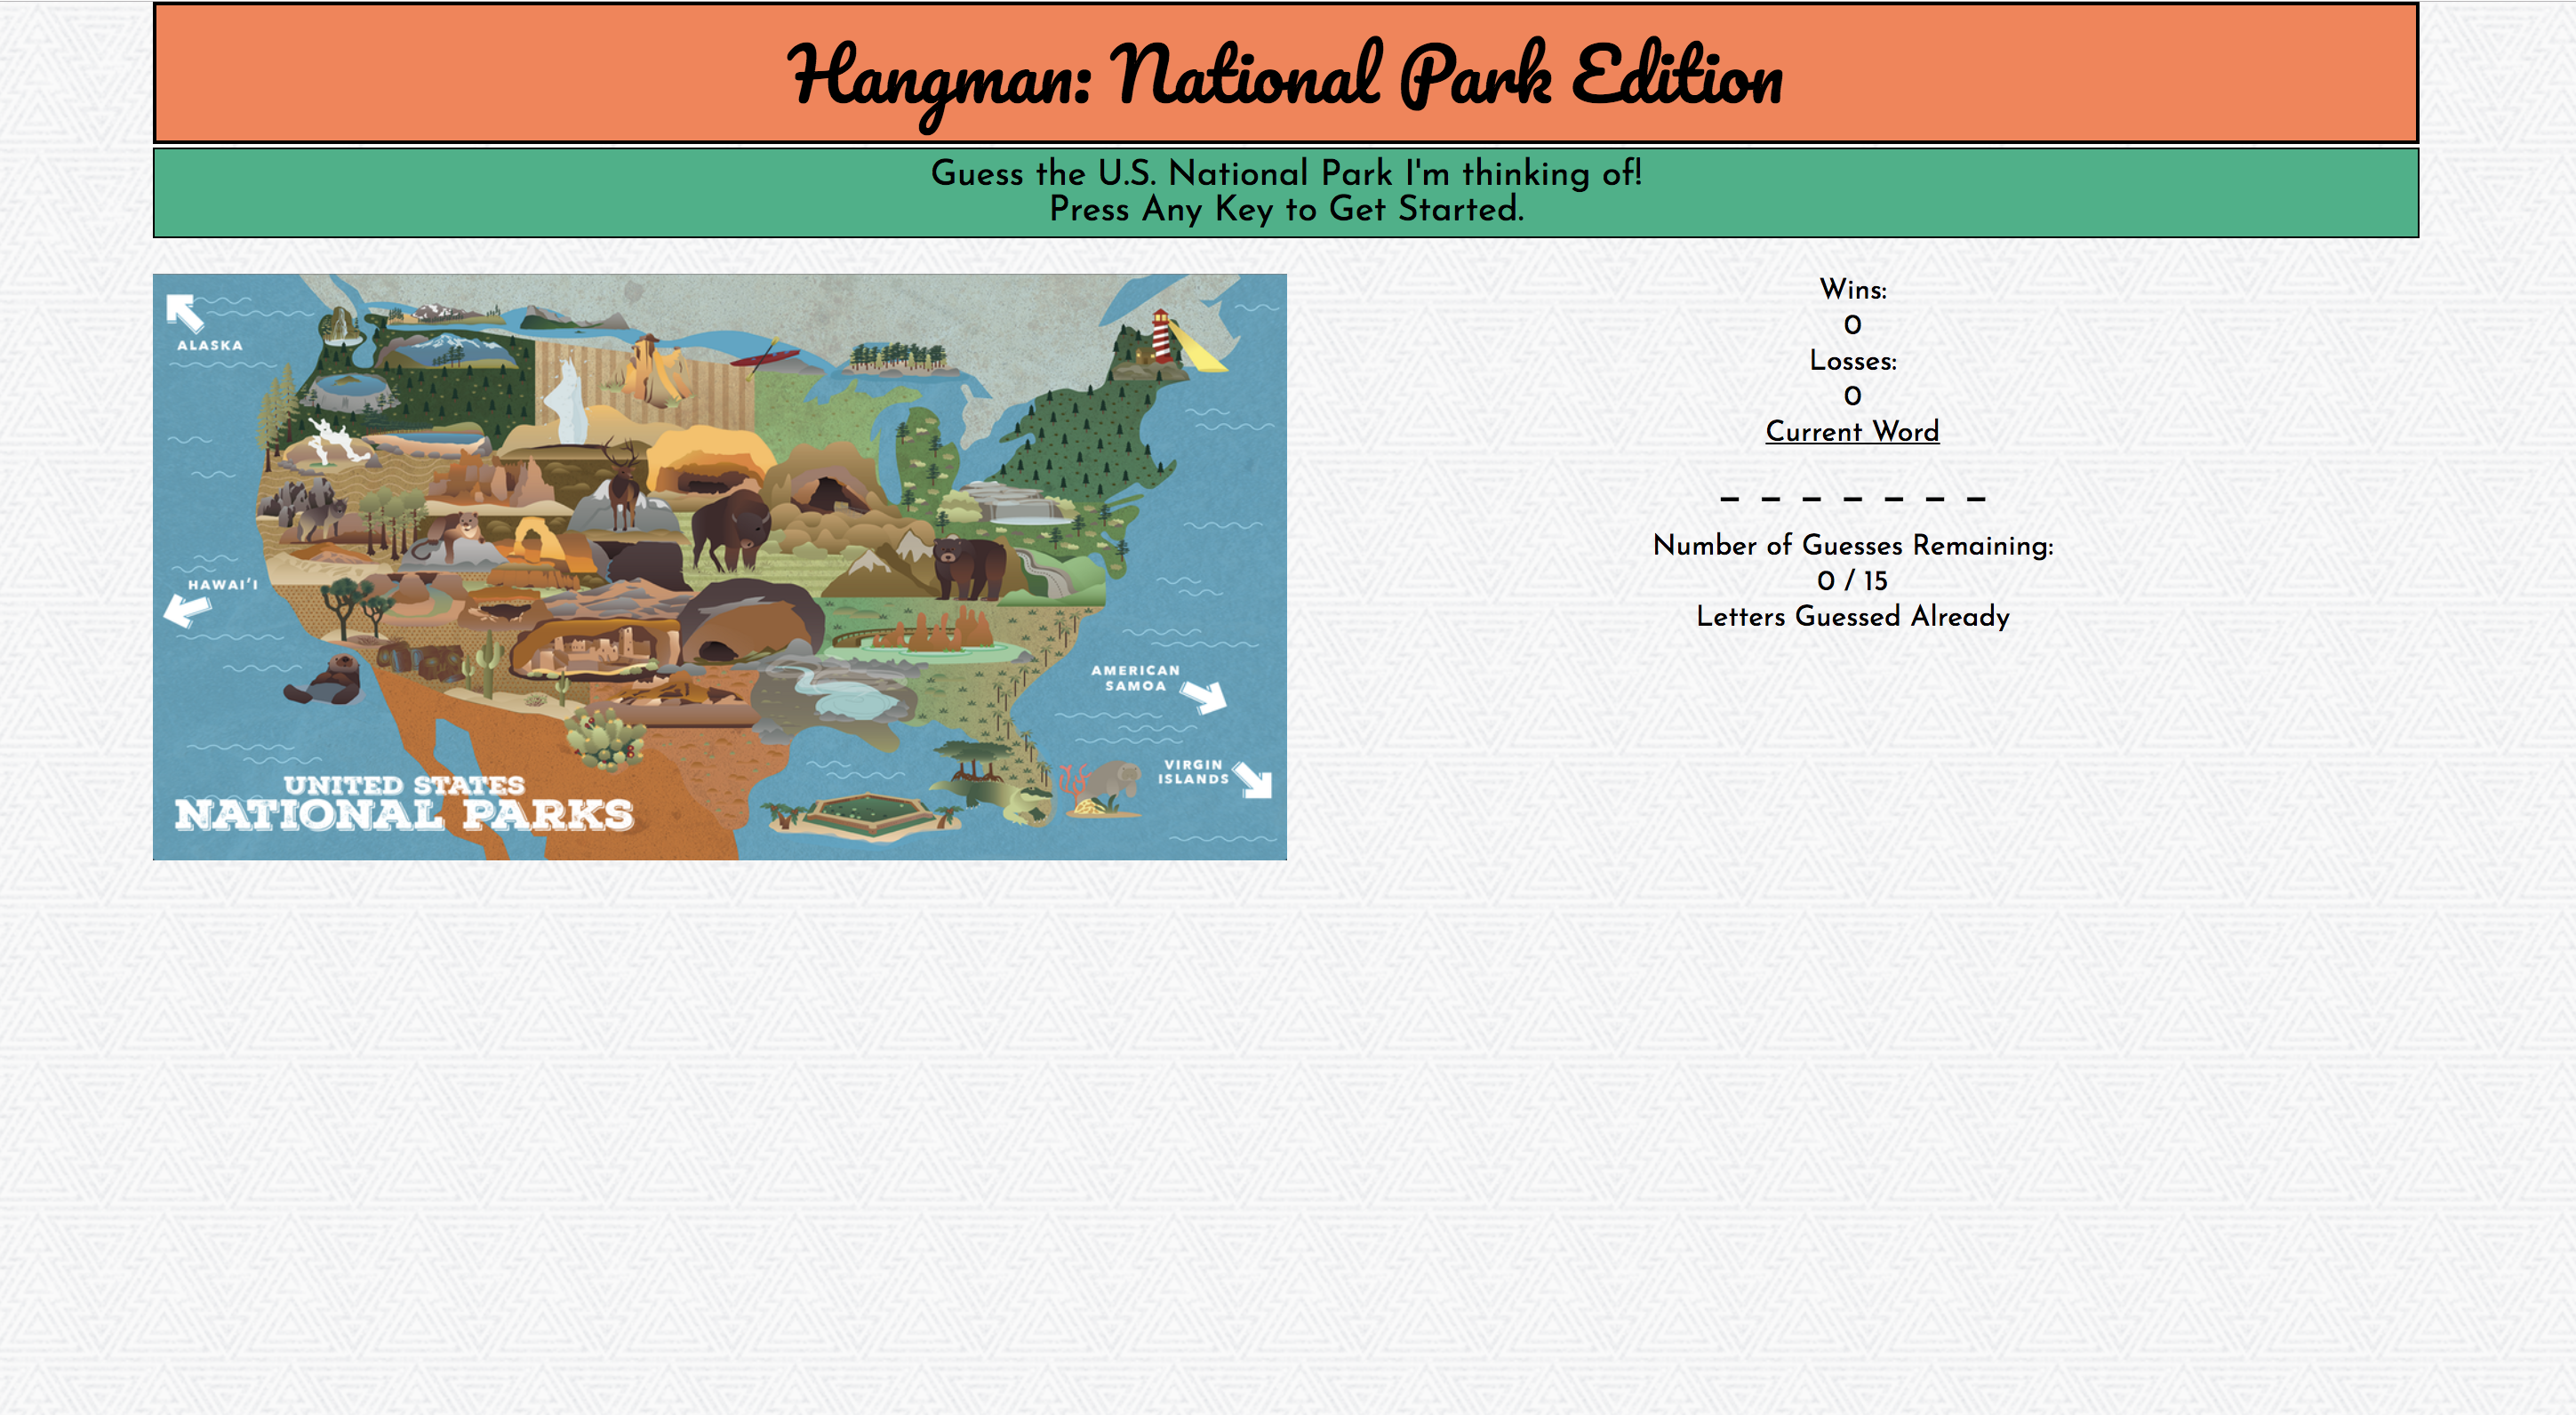 Hangman: National Park Edition
Guess the U.S. National Park I'm thinking of!
Press Any Key to Get Started.
ALASKA
HAWAI'I
AMERICAN
SAMOA
VIRGIN
ISLANDS
UNITED STATES
NATIONAL PARKS
Wins:
0
Losses:
0
Current Word
_ _ _ _ _ _ _
Number of Guesses Remaining:
0 / 15
Letters Guessed Already